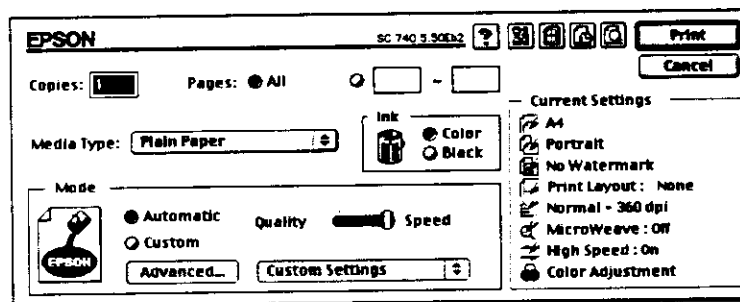 EPSON SC 740 5.50Eb2 ? Print
Cancel
Copies: 1 Pages: All ~
Media Type: Plain Paper
Ink
Color
Black
Mode
Automatic
Custom
Quality Speed
EPSON
Advanced... Custom Settings
Current Settings
A4
Portrait
No Watermark
Print Layout : None
Normal - 360 dpi
MicroWeave : Off
High Speed : On
Color Adjustment